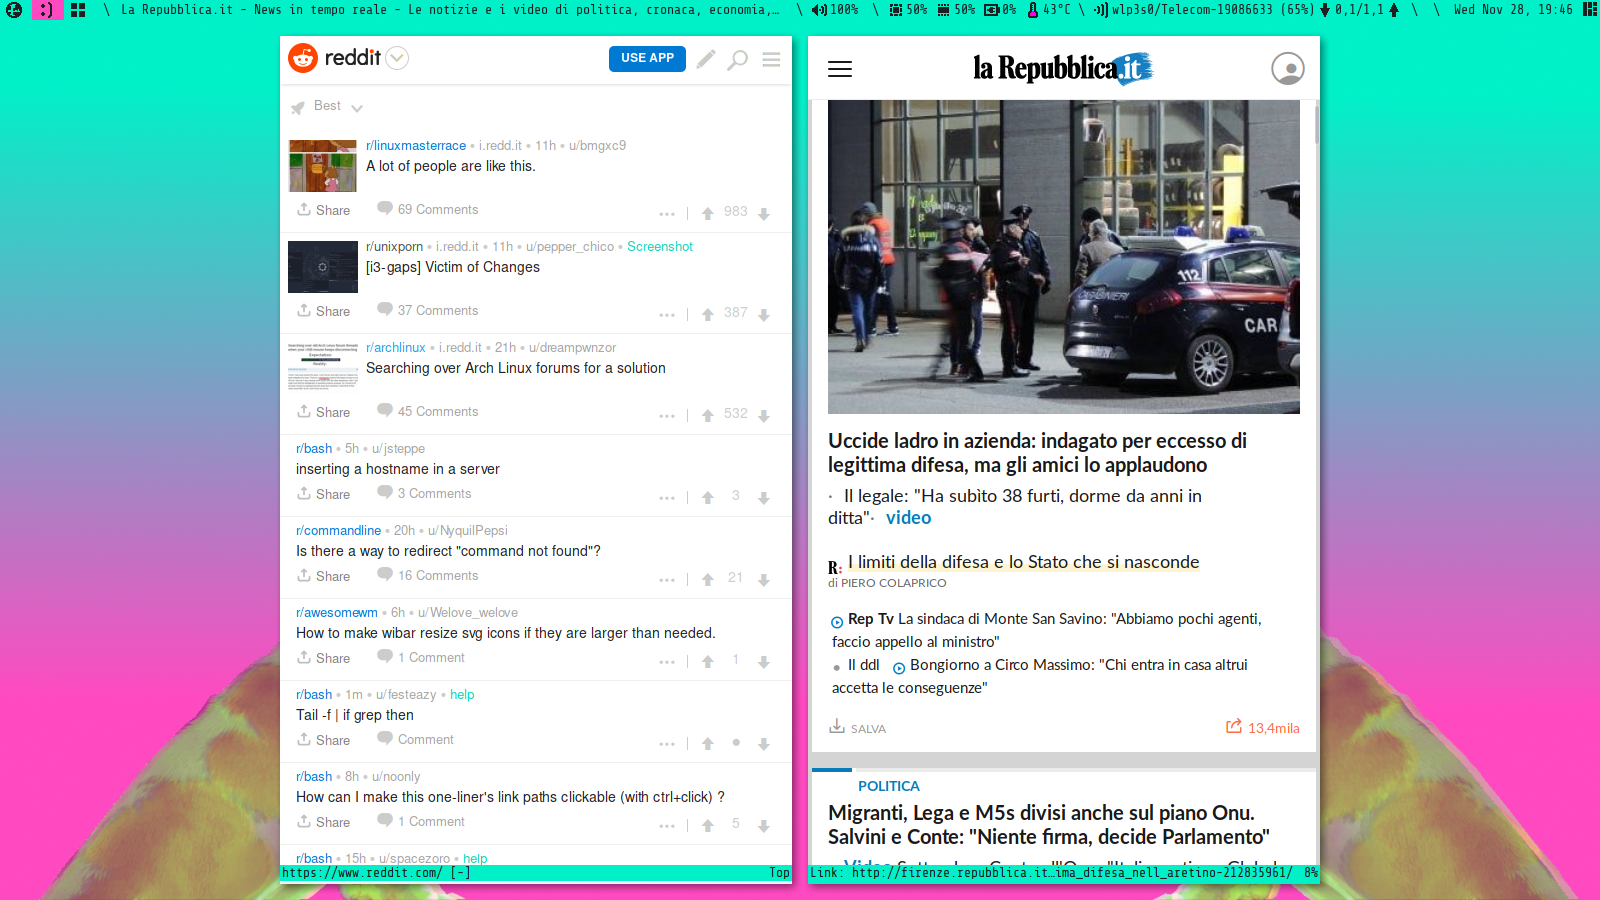 :) \ La Repubblica.it - News in tempo reale - Le notizie e i video di politica, cronaca, economia,… \ 100% \ 50% 50% 0% 43°C \ wlp3s0/Telecom-19086633 (65%) 0,1/1,1 \ \ Wed Nov 28, 19:46
reddit USE APP
Best
r/linuxmasterrace • i.redd.it • 11h • u/bmgxc9
A lot of people are like this.
Share 69 Comments ••• | 983
r/unixporn • i.redd.it • 11h • u/pepper_chico • Screenshot
[i3-gaps] Victim of Changes
Share 37 Comments ••• | 387
r/archlinux • i.redd.it • 21h • u/dreampwnzor
Searching over Arch Linux forums for a solution
Share 45 Comments ••• | 532
r/bash • 5h • u/jsteppe
inserting a hostname in a server
Share 3 Comments ••• | 3
r/commandline • 20h • u/NyquilPepsi
Is there a way to redirect "command not found"?
Share 16 Comments ••• | 21
r/awesomewm • 6h • u/Welove_welove
How to make wibar resize svg icons if they are larger than needed.
Share 1 Comment ••• | 1
r/bash • 1m • u/festeazy • help
Tail -f | if grep then
Share Comment ••• | •
r/bash • 8h • u/noonly
How can I make this one-liner's link paths clickable (with ctrl+click) ?
Share 1 Comment ••• | 5
r/bash • 15h • u/spacezoro • help
https://www.reddit.com/ [-] Top
la Repubblica.it
112
CARABINIERI
CAR
Uccide ladro in azienda: indagato per eccesso di
legittima difesa, ma gli amici lo applaudono
· Il legale: "Ha subito 38 furti, dorme da anni in
ditta"· video
R: I limiti della difesa e lo Stato che si nasconde
di PIERO COLAPRICO
Rep Tv La sindaca di Monte San Savino: "Abbiamo pochi agenti,
faccio appello al ministro"
• Il ddl Bongiorno a Circo Massimo: "Chi entra in casa altrui
accetta le conseguenze"
SALVA 13,4mila
POLITICA
Migranti, Lega e M5s divisi anche sul piano Onu.
Salvini e Conte: "Niente firma, decide Parlamento"
Link: http://firenze.repubblica.it…ima_difesa_nell_aretino-212835961/ 8%